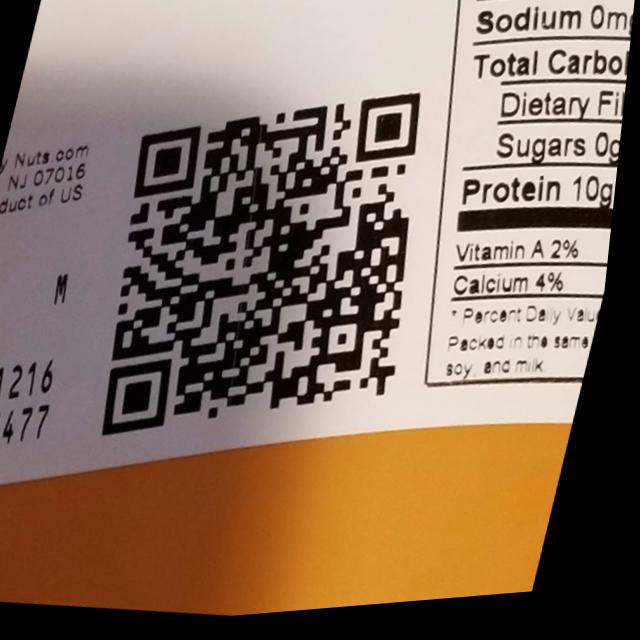 Nuts.com
NJ 07016
duct of US
M
1216
477
Sodium 0m
Total Carbo
Dietary Fi
Sugars 0g
Protein 10g
Vitamin A 2%
Calcium 4%
* Percent Daily Valu
Packed in the same
soy, and milk.